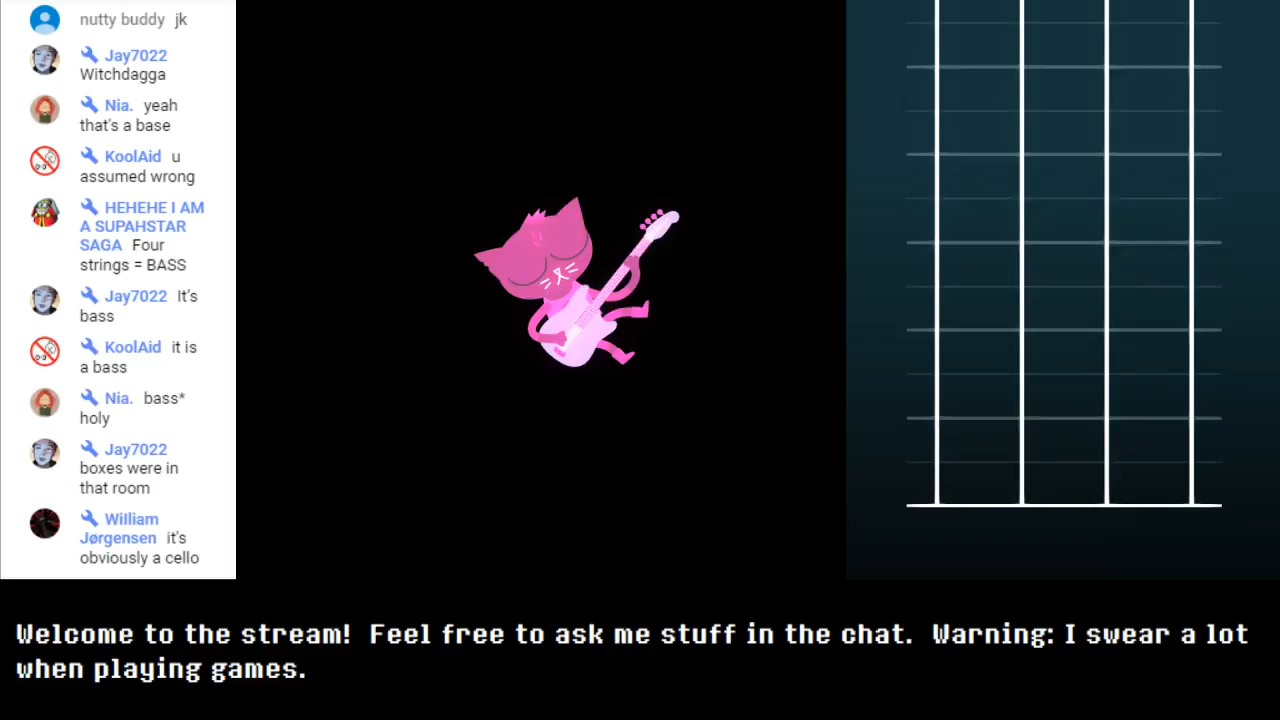 nutty buddy jk
Jay7022
Witchdagga
Nia. yeah
that's a base
KoolAid u
assumed wrong
HEHEHE I AM
A SUPAHSTAR
SAGA Four
strings = BASS
Jay7022 It's
bass
KoolAid it is
a bass
Nia. bass*
holy
Jay7022
boxes were in
that room
William
Jørgensen it's
obviously a cello
Welcome to the stream! Feel free to ask me stuff in the chat. Warning: I swear a lot
when playing games.